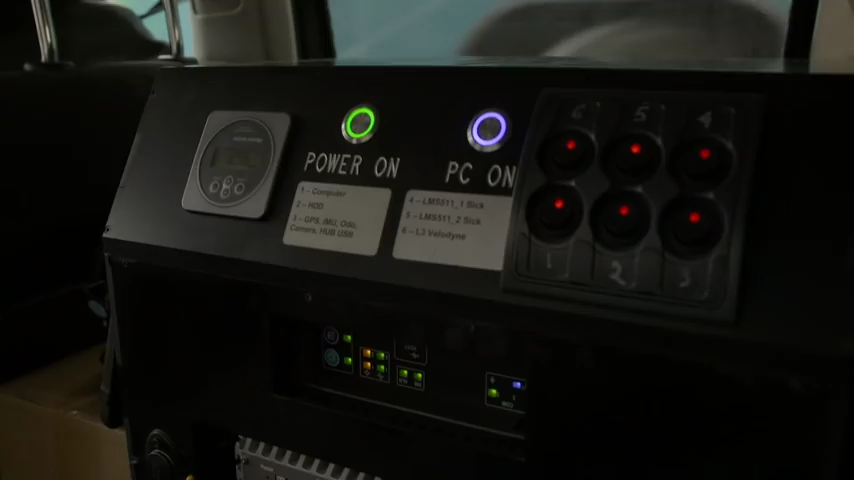 6 5 4
POWER ON
PC ON
1 - Computer
2 - HDD
3 - GPS, IMU, Odo,
Camera, HUB USB
4 - LMS511_1 Sick
5 - LMS511_2 Sick
6 - L3 Velodyne
1 2 3